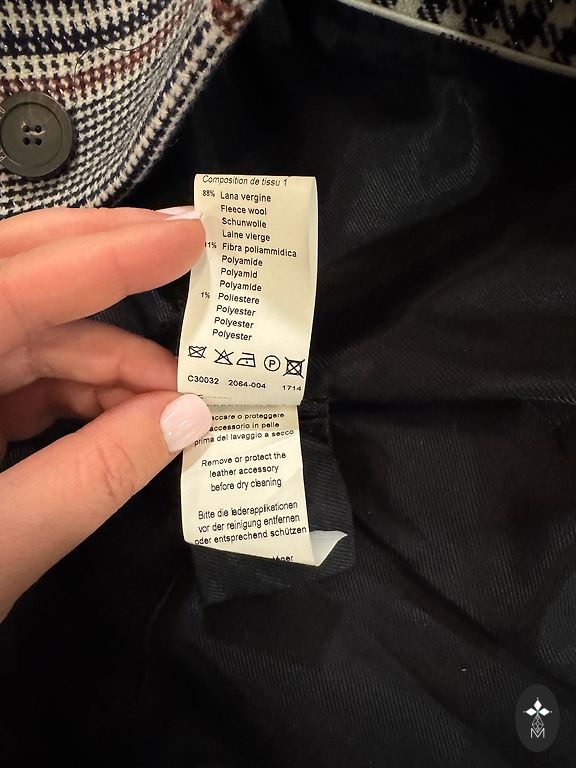 Composition de tissu 1
88% Lana vergine
Fleece wool
Schunwolle
Laine vierge
11% Fibra poliammidica
Polyamide
Polyamid
Polyamide
1% Poliestere
Polyester
Polyester
Polyester
P
C30032 2064-004 1714
o proteggere
accessorio in pelle
prima del lavaggio a secco
Remove or protect the
leather accessory
before dry cleaning
Bitte die lederapplikationen
vor der reinigung entfernen
oder entsprechend schützen
M